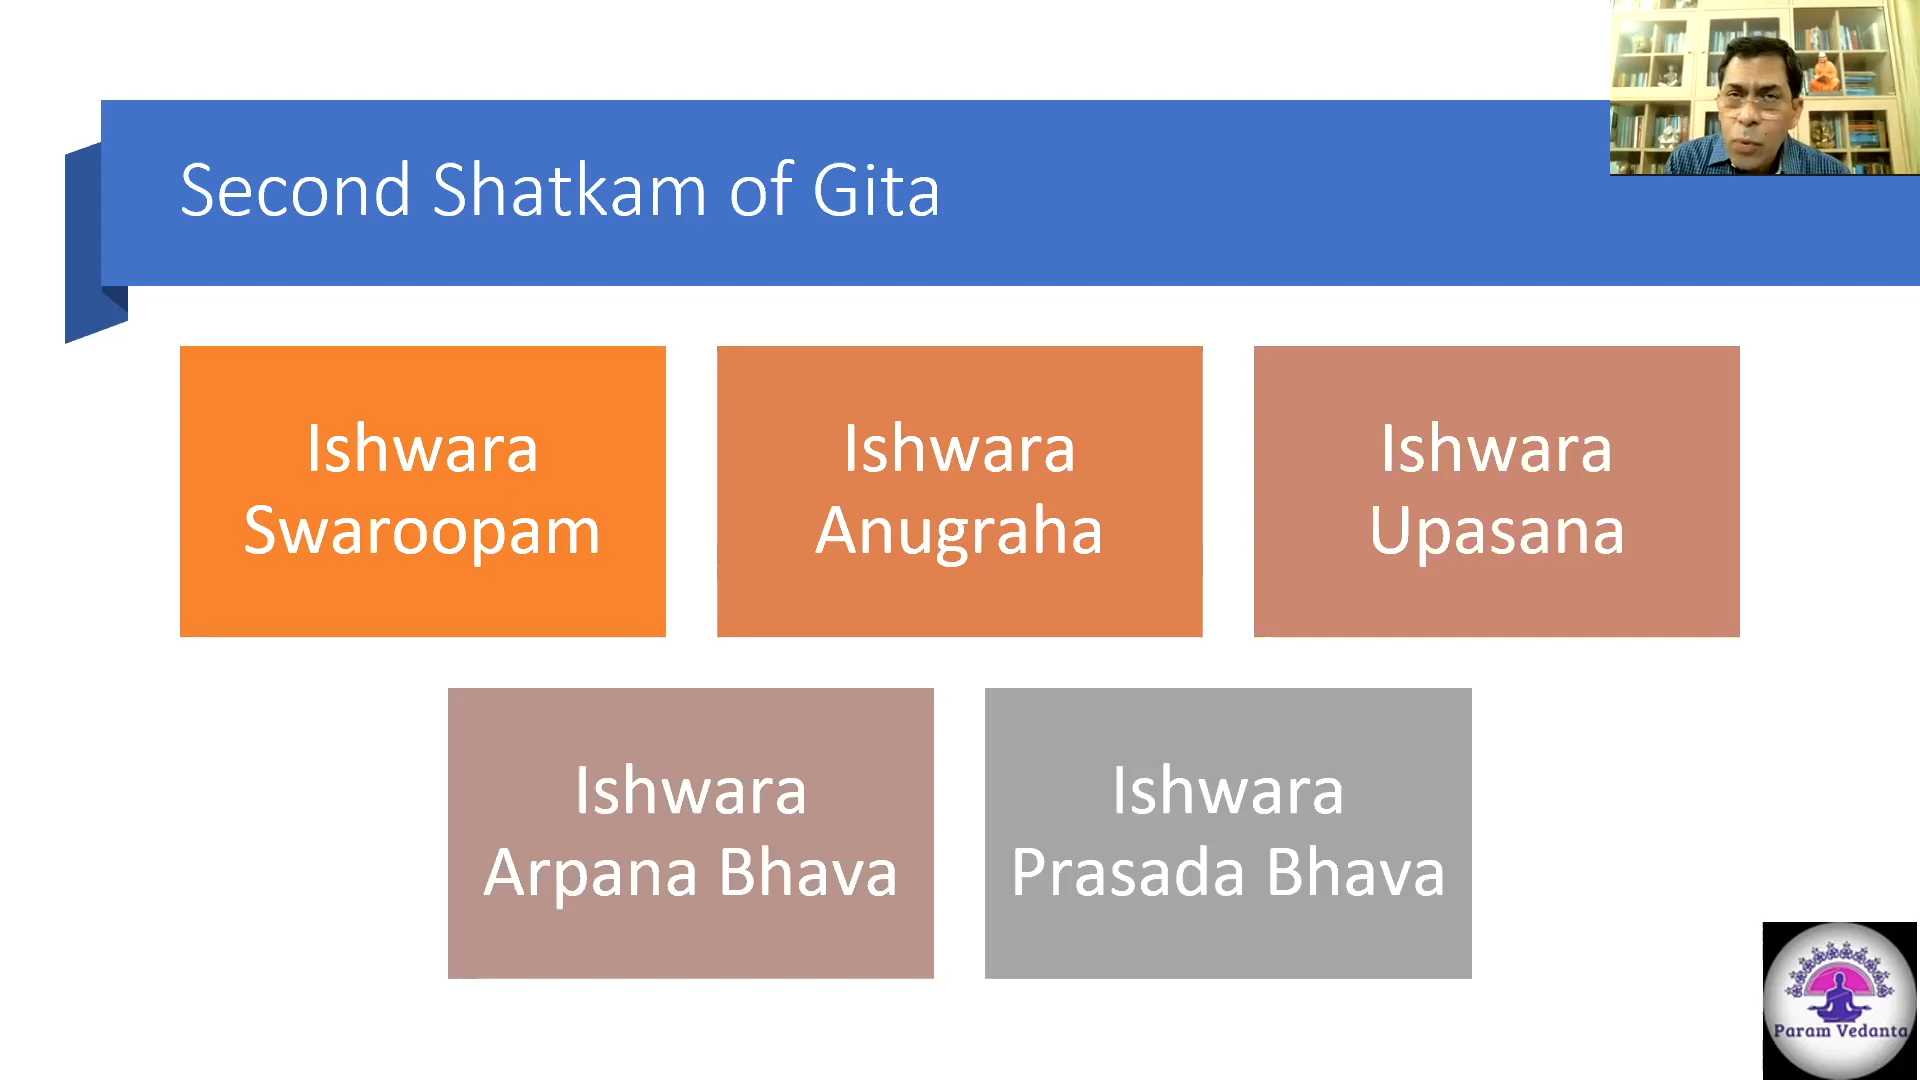 Second Shatkam of Gita
Ishwara
Swaroopam
Ishwara
Anugraha
Ishwara
Upasana
Ishwara
Arpana Bhava
Ishwara
Prasada Bhava
Param Vedanta